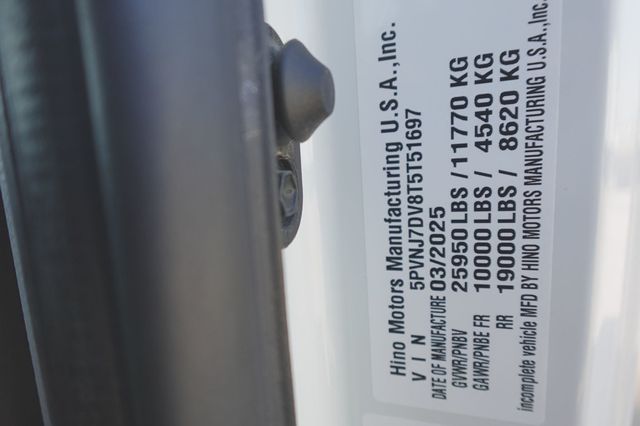 Hino Motors Manufacturing U.S.A.,Inc.
VIN 5PVNJ7DV8T5T51697
DATE OF MANUFACTURE 03/2025
GVWR/PNBV 25950 LBS / 11770 KG
GAWR/PNBE FR 10000 LBS / 4540 KG
RR 19000 LBS / 8620 KG
incomplete vehicle MFD BY HINO MOTORS MANUFACTURING U.S.A.,Inc.